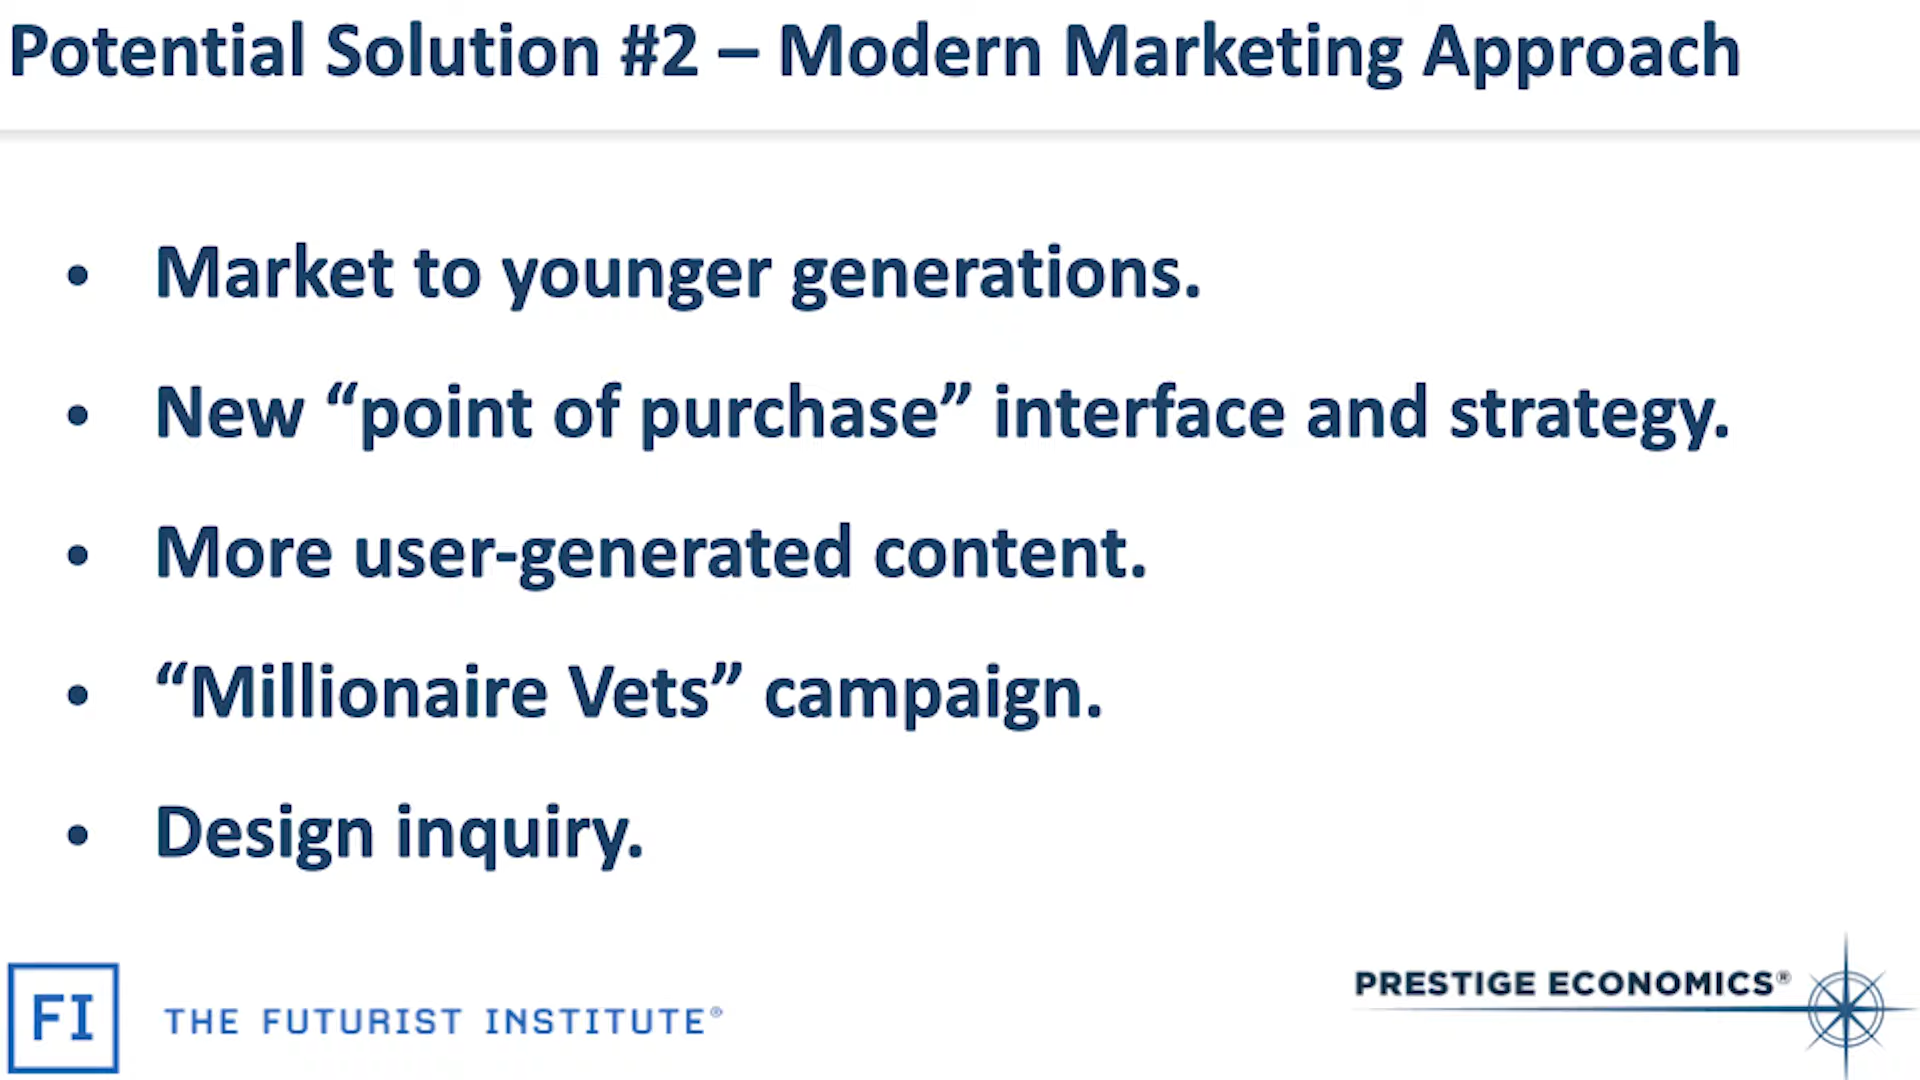 Potential Solution #2 – Modern Marketing Approach
• Market to younger generations.
• New “point of purchase” interface and strategy.
• More user-generated content.
• “Millionaire Vets” campaign.
• Design inquiry.
FI THE FUTURIST INSTITUTE®
PRESTIGE ECONOMICS®